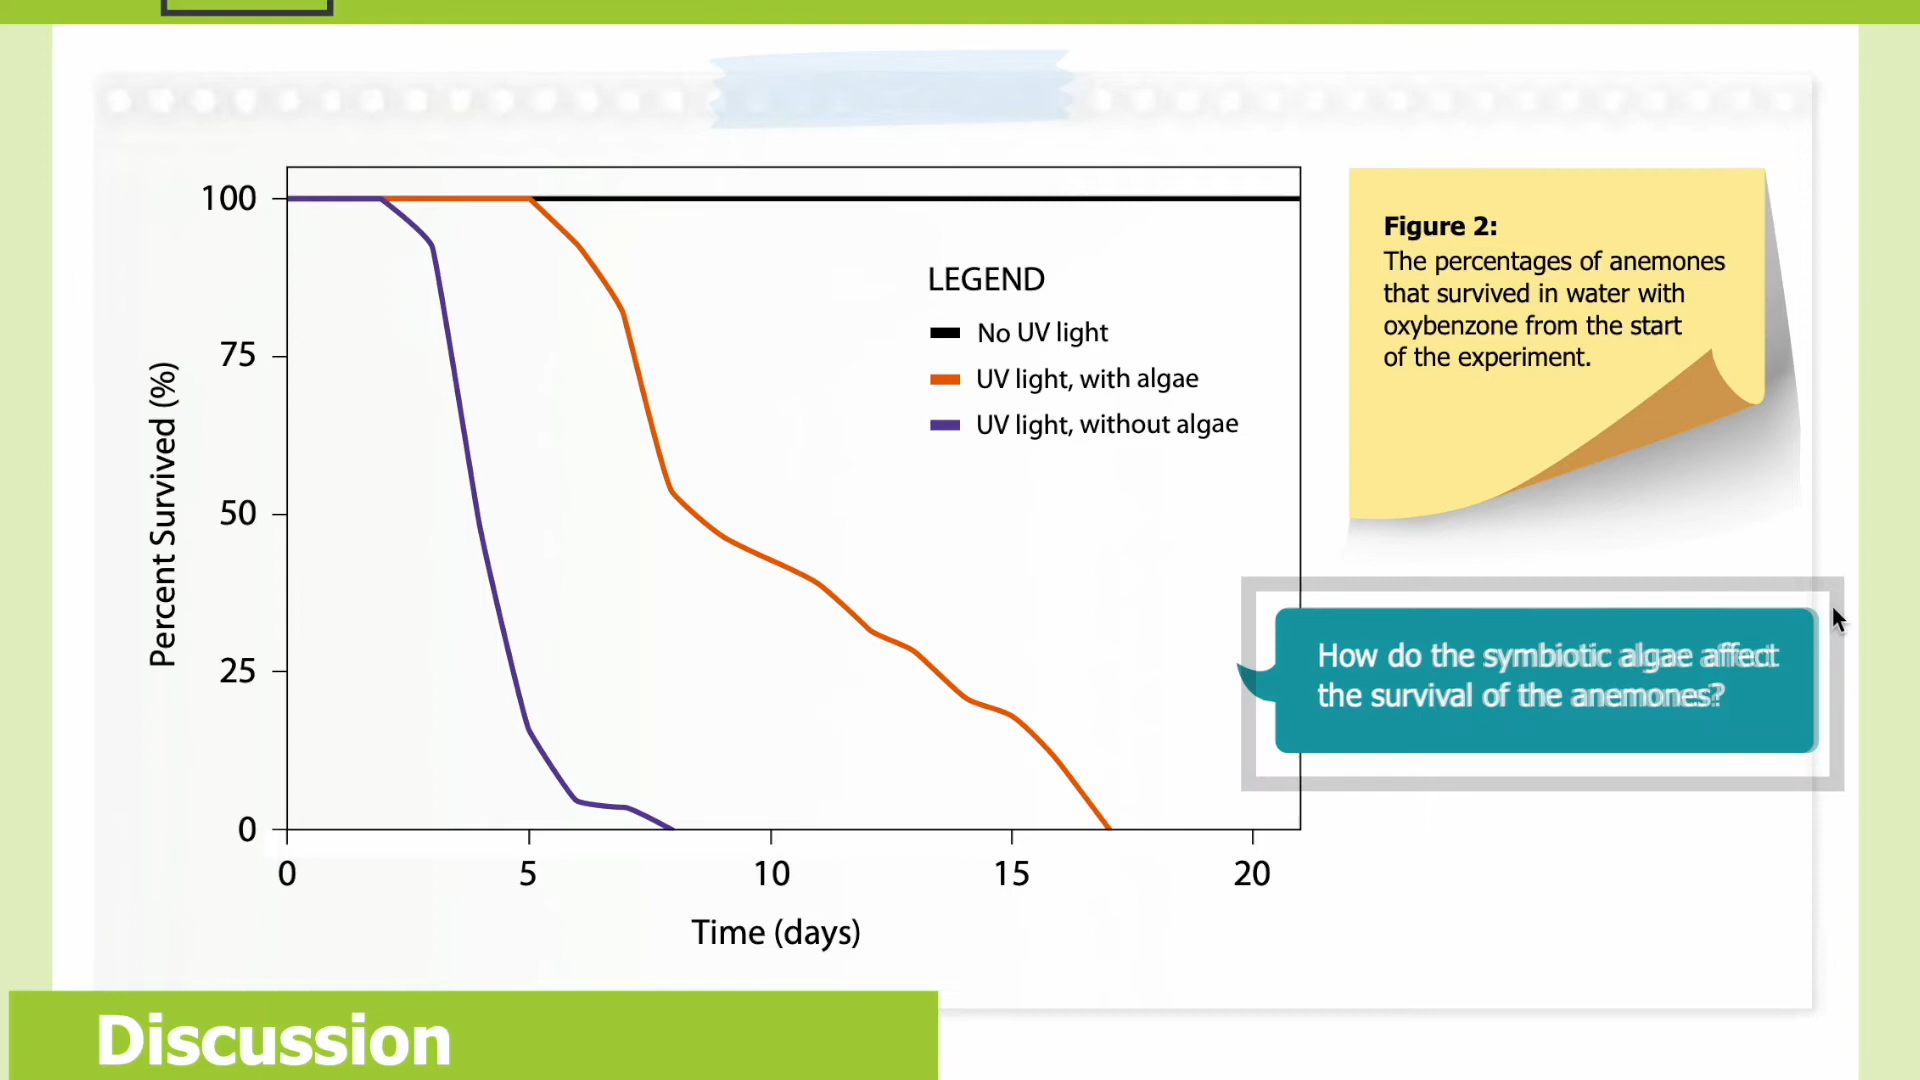 100
75
50
25
0
Percent Survived (%)
0
5
10
15
20
Time (days)
LEGEND
No UV light
UV light, with algae
UV light, without algae
Figure 2:
The percentages of anemones
that survived in water with
oxybenzone from the start
of the experiment.
How do the symbiotic algae affect
the survival of the anemones?
Discussion